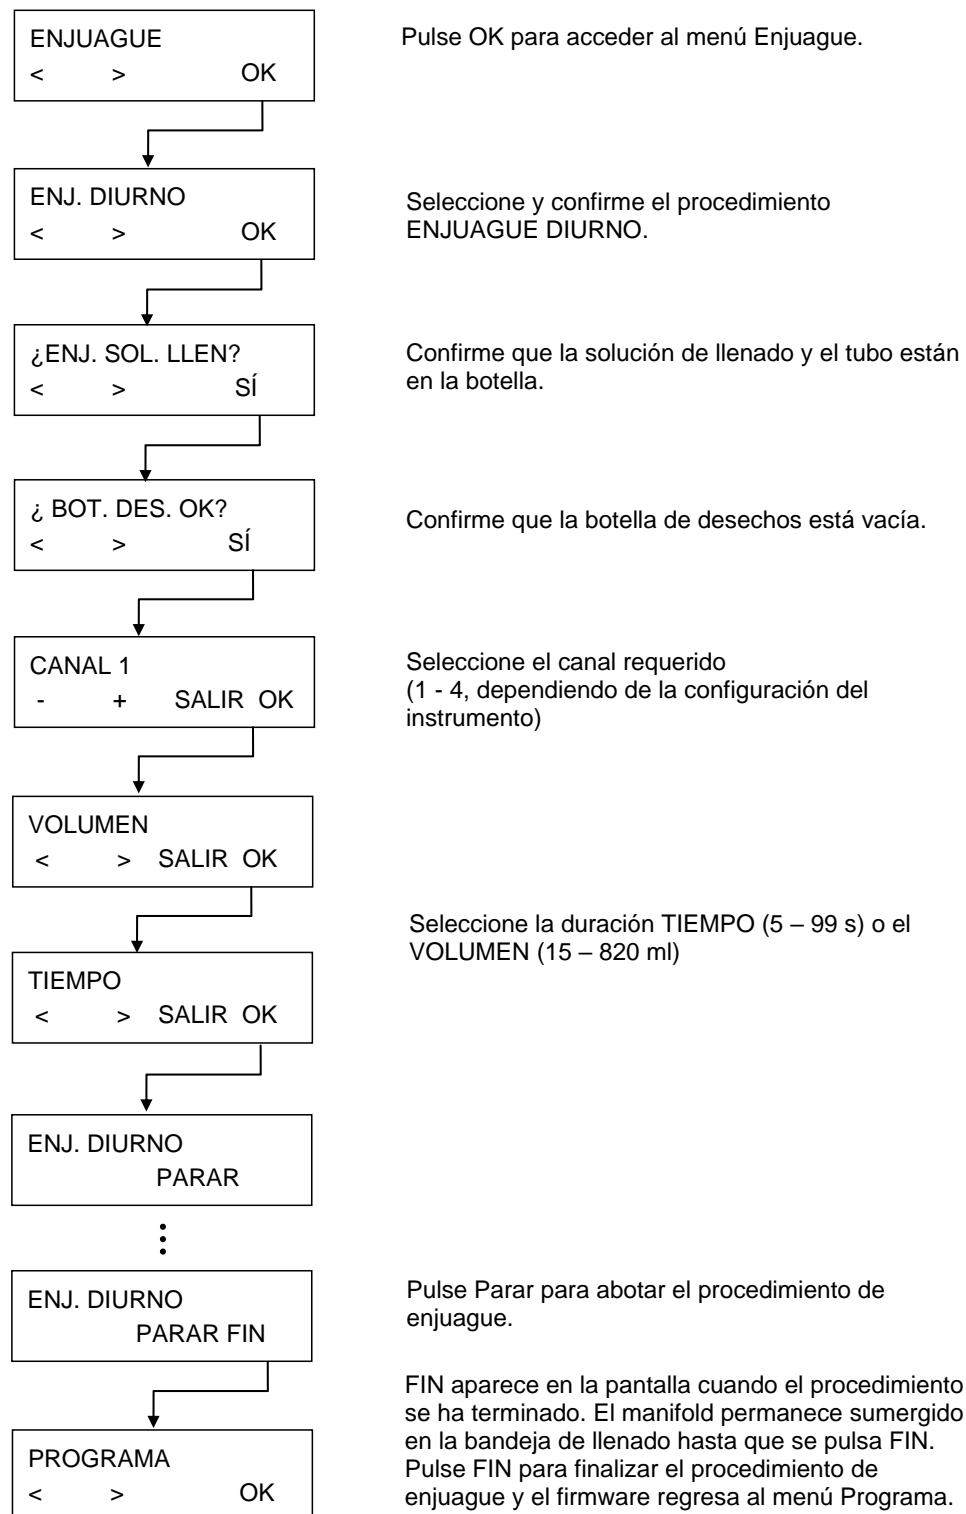 ENJUAGUE
< > OK
Pulse OK para acceder al menú Enjuague.
ENJ. DIURNO
< > OK
Seleccione y confirme el procedimiento
ENJUAGUE DIURNO.
¿ENJ. SOL. LLEN?
< > SÍ
Confirme que la solución de llenado y el tubo están
en la botella.
¿ BOT. DES. OK?
< > SÍ
Confirme que la botella de desechos está vacía.
CANAL 1
- + SALIR OK
Seleccione el canal requerido
(1 - 4, dependiendo de la configuración del
instrumento)
VOLUMEN
< > SALIR OK
Seleccione la duración TIEMPO (5 – 99 s) o el
VOLUMEN (15 – 820 ml)
TIEMPO
< > SALIR OK
ENJ. DIURNO
PARAR
ENJ. DIURNO
PARAR FIN
Pulse Parar para abotar el procedimiento de
enjuague.
FIN aparece en la pantalla cuando el procedimiento
se ha terminado. El manifold permanece sumergido
en la bandeja de llenado hasta que se pulsa FIN.
Pulse FIN para finalizar el procedimiento de
enjuague y el firmware regresa al menú Programa.
PROGRAMA
< > OK